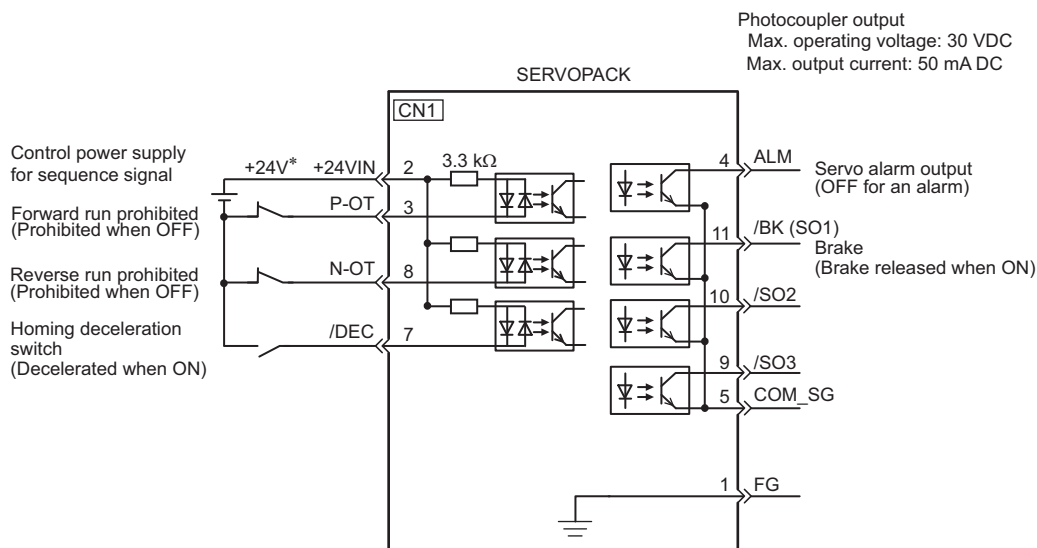 Photocoupler output
Max. operating voltage: 30 VDC
Max. output current: 50 mA DC
SERVOPACK
CN1
Control power supply
for sequence signal
+24V*
+24VIN
2
3.3 kΩ
4
ALM
Servo alarm output
(OFF for an alarm)
Forward run prohibited
(Prohibited when OFF)
P-OT
3
11
/BK (SO1)
Brake
(Brake released when ON)
Reverse run prohibited
(Prohibited when OFF)
N-OT
8
10
/SO2
Homing deceleration
switch
(Decelerated when ON)
/DEC
7
9
/SO3
5
COM_SG
1
FG